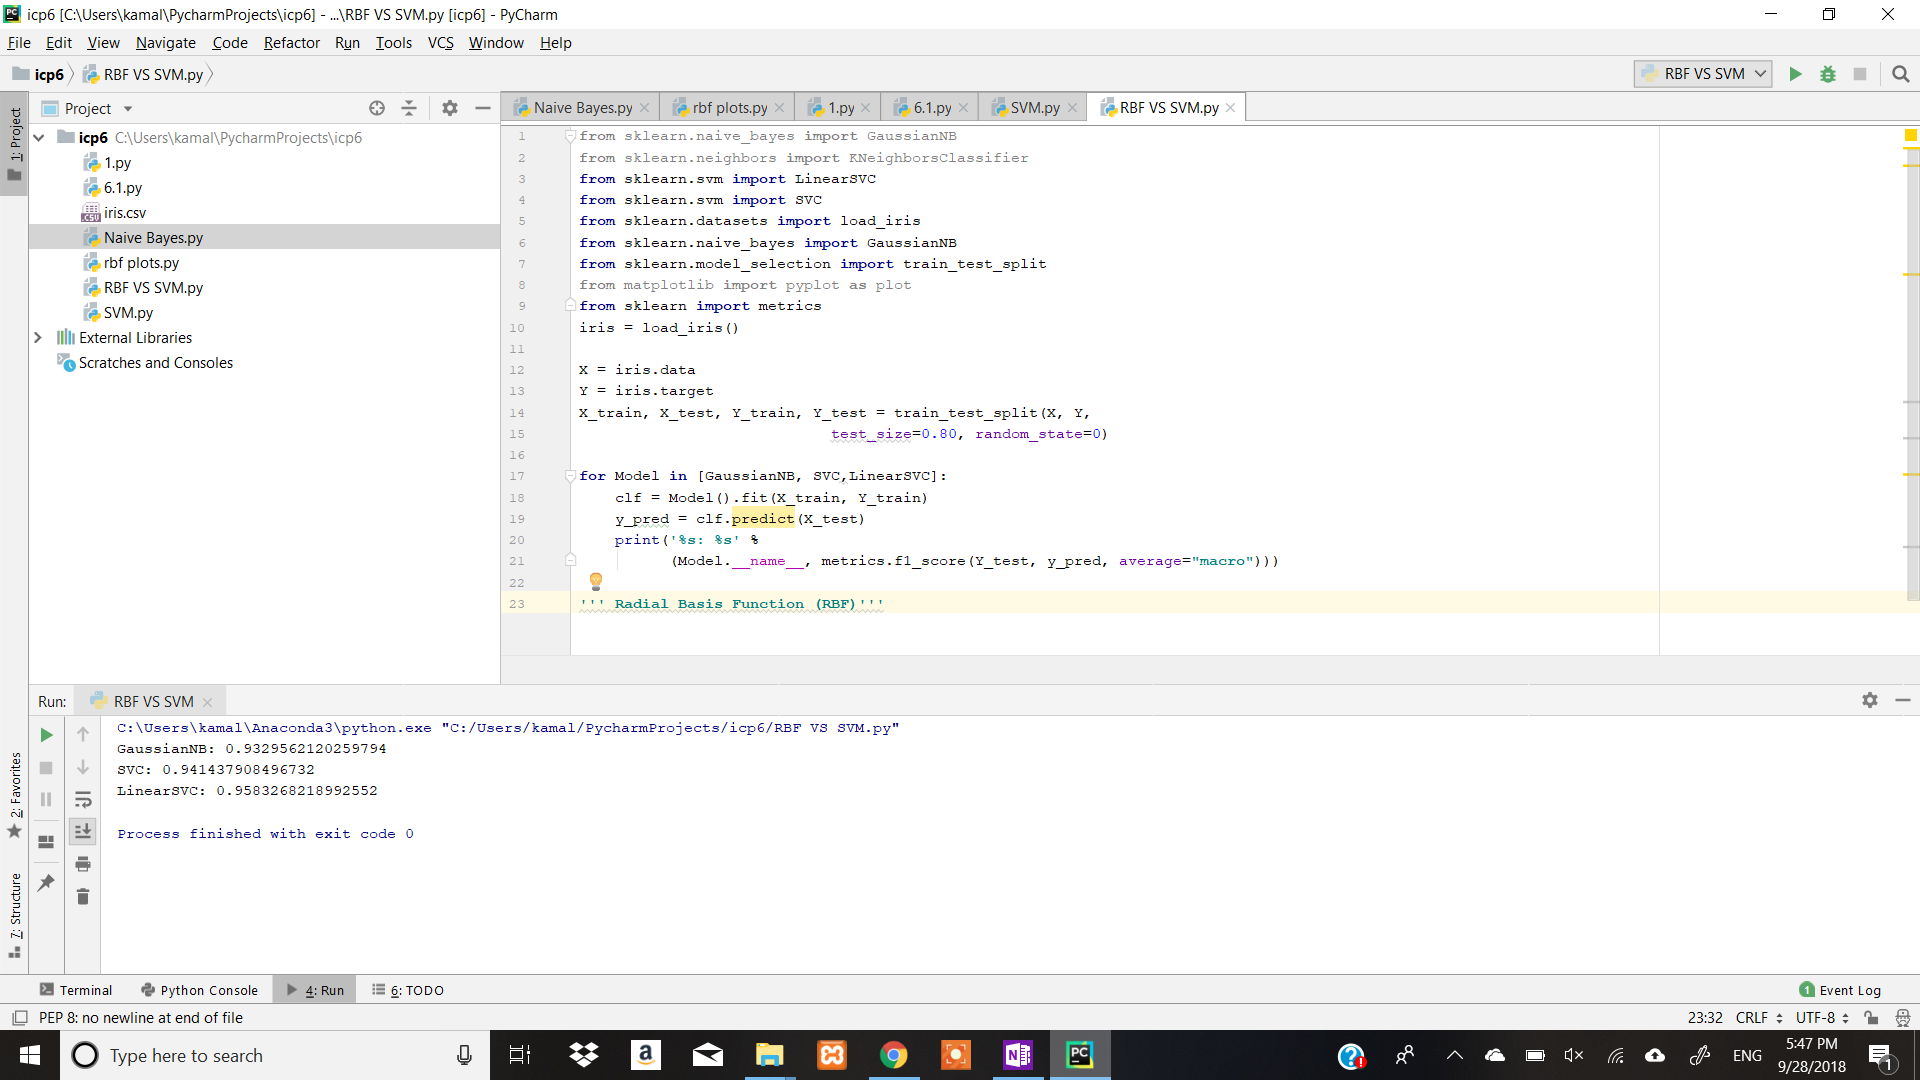 icp6 [C:\Users\kamal\PycharmProjects\icp6] - ...\RBF VS SVM.py [icp6] - PyCharm
File Edit View Navigate Code Refactor Run Tools VCS Window Help
icp6 RBF VS SVM.py
RBF VS SVM
1: Project
Project
icp6 C:\Users\kamal\PycharmProjects\icp6
1.py
6.1.py
iris.csv
Naive Bayes.py
rbf plots.py
RBF VS SVM.py
SVM.py
External Libraries
Scratches and Consoles
Naive Bayes.py rbf plots.py 1.py 6.1.py SVM.py RBF VS SVM.py
1 from sklearn.naive_bayes import GaussianNB
2 from sklearn.neighbors import KNeighborsClassifier
3 from sklearn.svm import LinearSVC
4 from sklearn.svm import SVC
5 from sklearn.datasets import load_iris
6 from sklearn.naive_bayes import GaussianNB
7 from sklearn.model_selection import train_test_split
8 from matplotlib import pyplot as plot
9 from sklearn import metrics
10 iris = load_iris()
11
12 X = iris.data
13 Y = iris.target
14 X_train, X_test, Y_train, Y_test = train_test_split(X, Y,
15 test_size=0.80, random_state=0)
16
17 for Model in [GaussianNB, SVC,LinearSVC]:
18 clf = Model().fit(X_train, Y_train)
19 y_pred = clf.predict(X_test)
20 print('%s: %s' %
21 (Model.__name__, metrics.f1_score(Y_test, y_pred, average="macro")))
22
23 ''' Radial Basis Function (RBF)'''
Run: RBF VS SVM
C:\Users\kamal\Anaconda3\python.exe "C:/Users/kamal/PycharmProjects/icp6/RBF VS SVM.py"
GaussianNB: 0.9329562120259794
SVC: 0.941437908496732
LinearSVC: 0.9583268218992552
Process finished with exit code 0
2: Favorites
7: Structure
Terminal Python Console 4: Run 6: TODO
1 Event Log
PEP 8: no newline at end of file
23:32 CRLF UTF-8
Type here to search
ENG
5:47 PM
9/28/2018
1